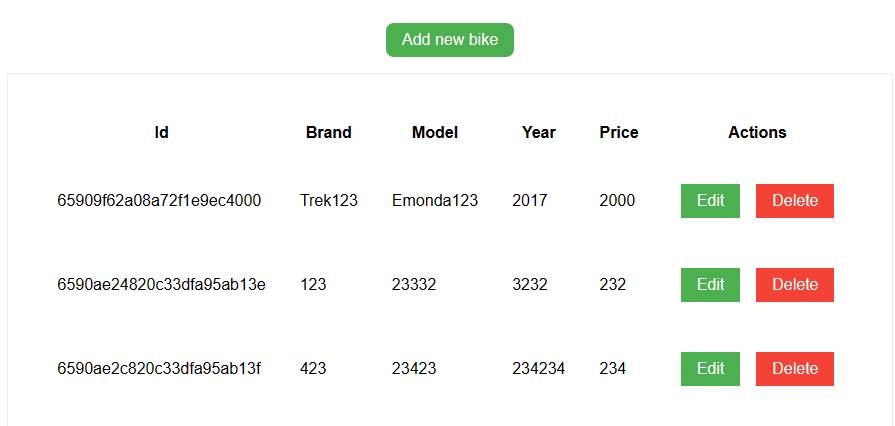 Add new bike
Id Brand Model Year Price Actions
65909f62a08a72f1e9ec4000 Trek123 Emonda123 2017 2000 Edit Delete
6590ae24820c33dfa95ab13e 123 23332 3232 232 Edit Delete
6590ae2c820c33dfa95ab13f 423 23423 234234 234 Edit Delete